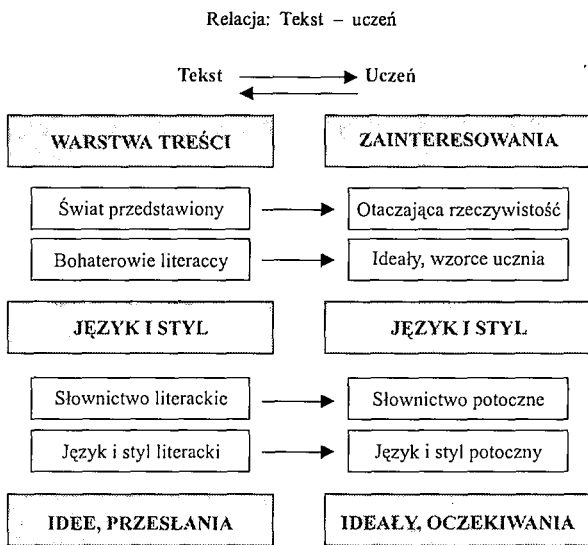 Relacja: Tekst – uczeń
Tekst Uczeń
WARSTWA TREŚCI ZAINTERESOWANIA
Świat przedstawiony Otaczająca rzeczywistość
Bohaterowie literaccy Ideały, wzorce ucznia
JĘZYK I STYL JĘZYK I STYL
Słownictwo literackie Słownictwo potoczne
Język i styl literacki Język i styl potoczny
IDEE, PRZESŁANIA IDEAŁY, OCZEKIWANIA